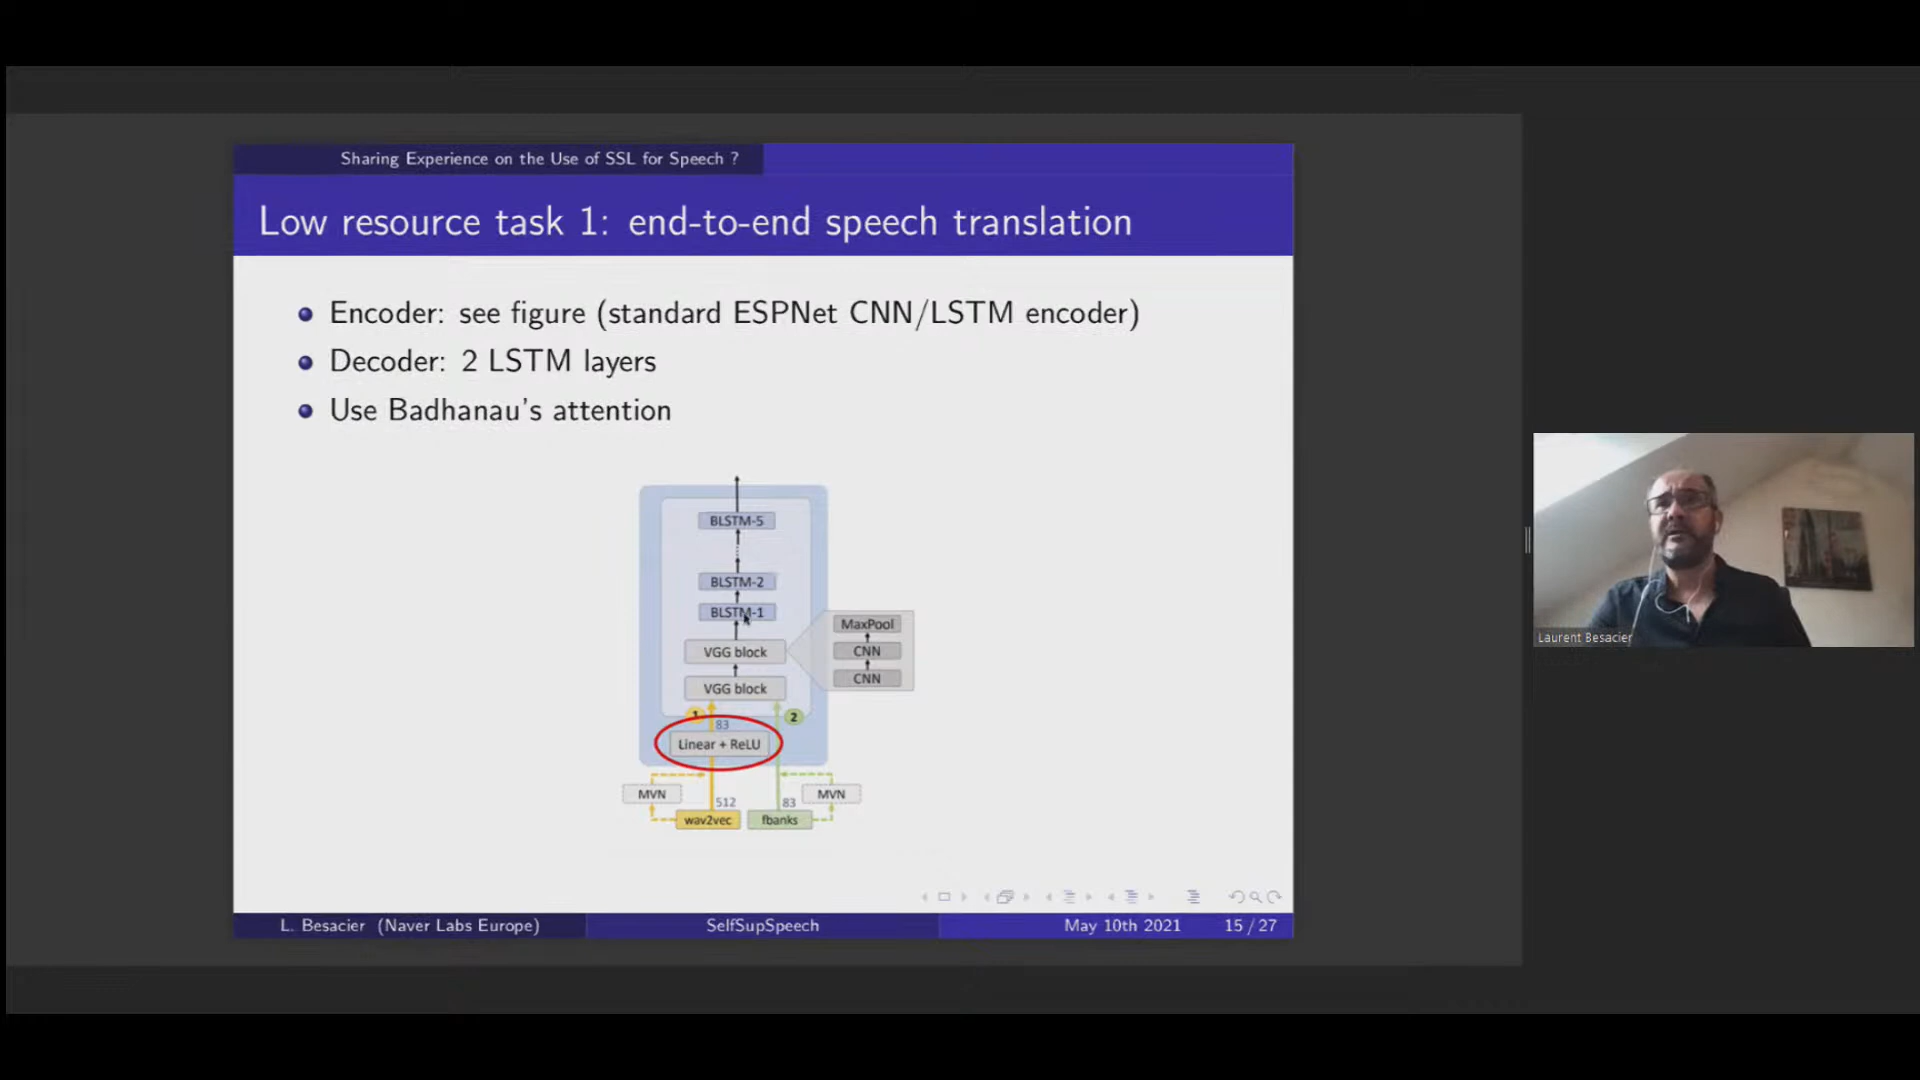 Sharing Experience on the Use of SSL for Speech ?
Low resource task 1: end-to-end speech translation
Encoder: see figure (standard ESPNet CNN/LSTM encoder)
Decoder: 2 LSTM layers
Use Badhanau's attention
BLSTM-5
BLSTM-2
BLSTM-1
VGG block
VGG block
MaxPool
CNN
CNN
1
83
2
Linear + ReLU
MVN
512
83
MVN
wav2vec
fbanks
L. Besacier (Naver Labs Europe)
SelfSupSpeech
May 10th 2021
15 / 27
Laurent Besacier